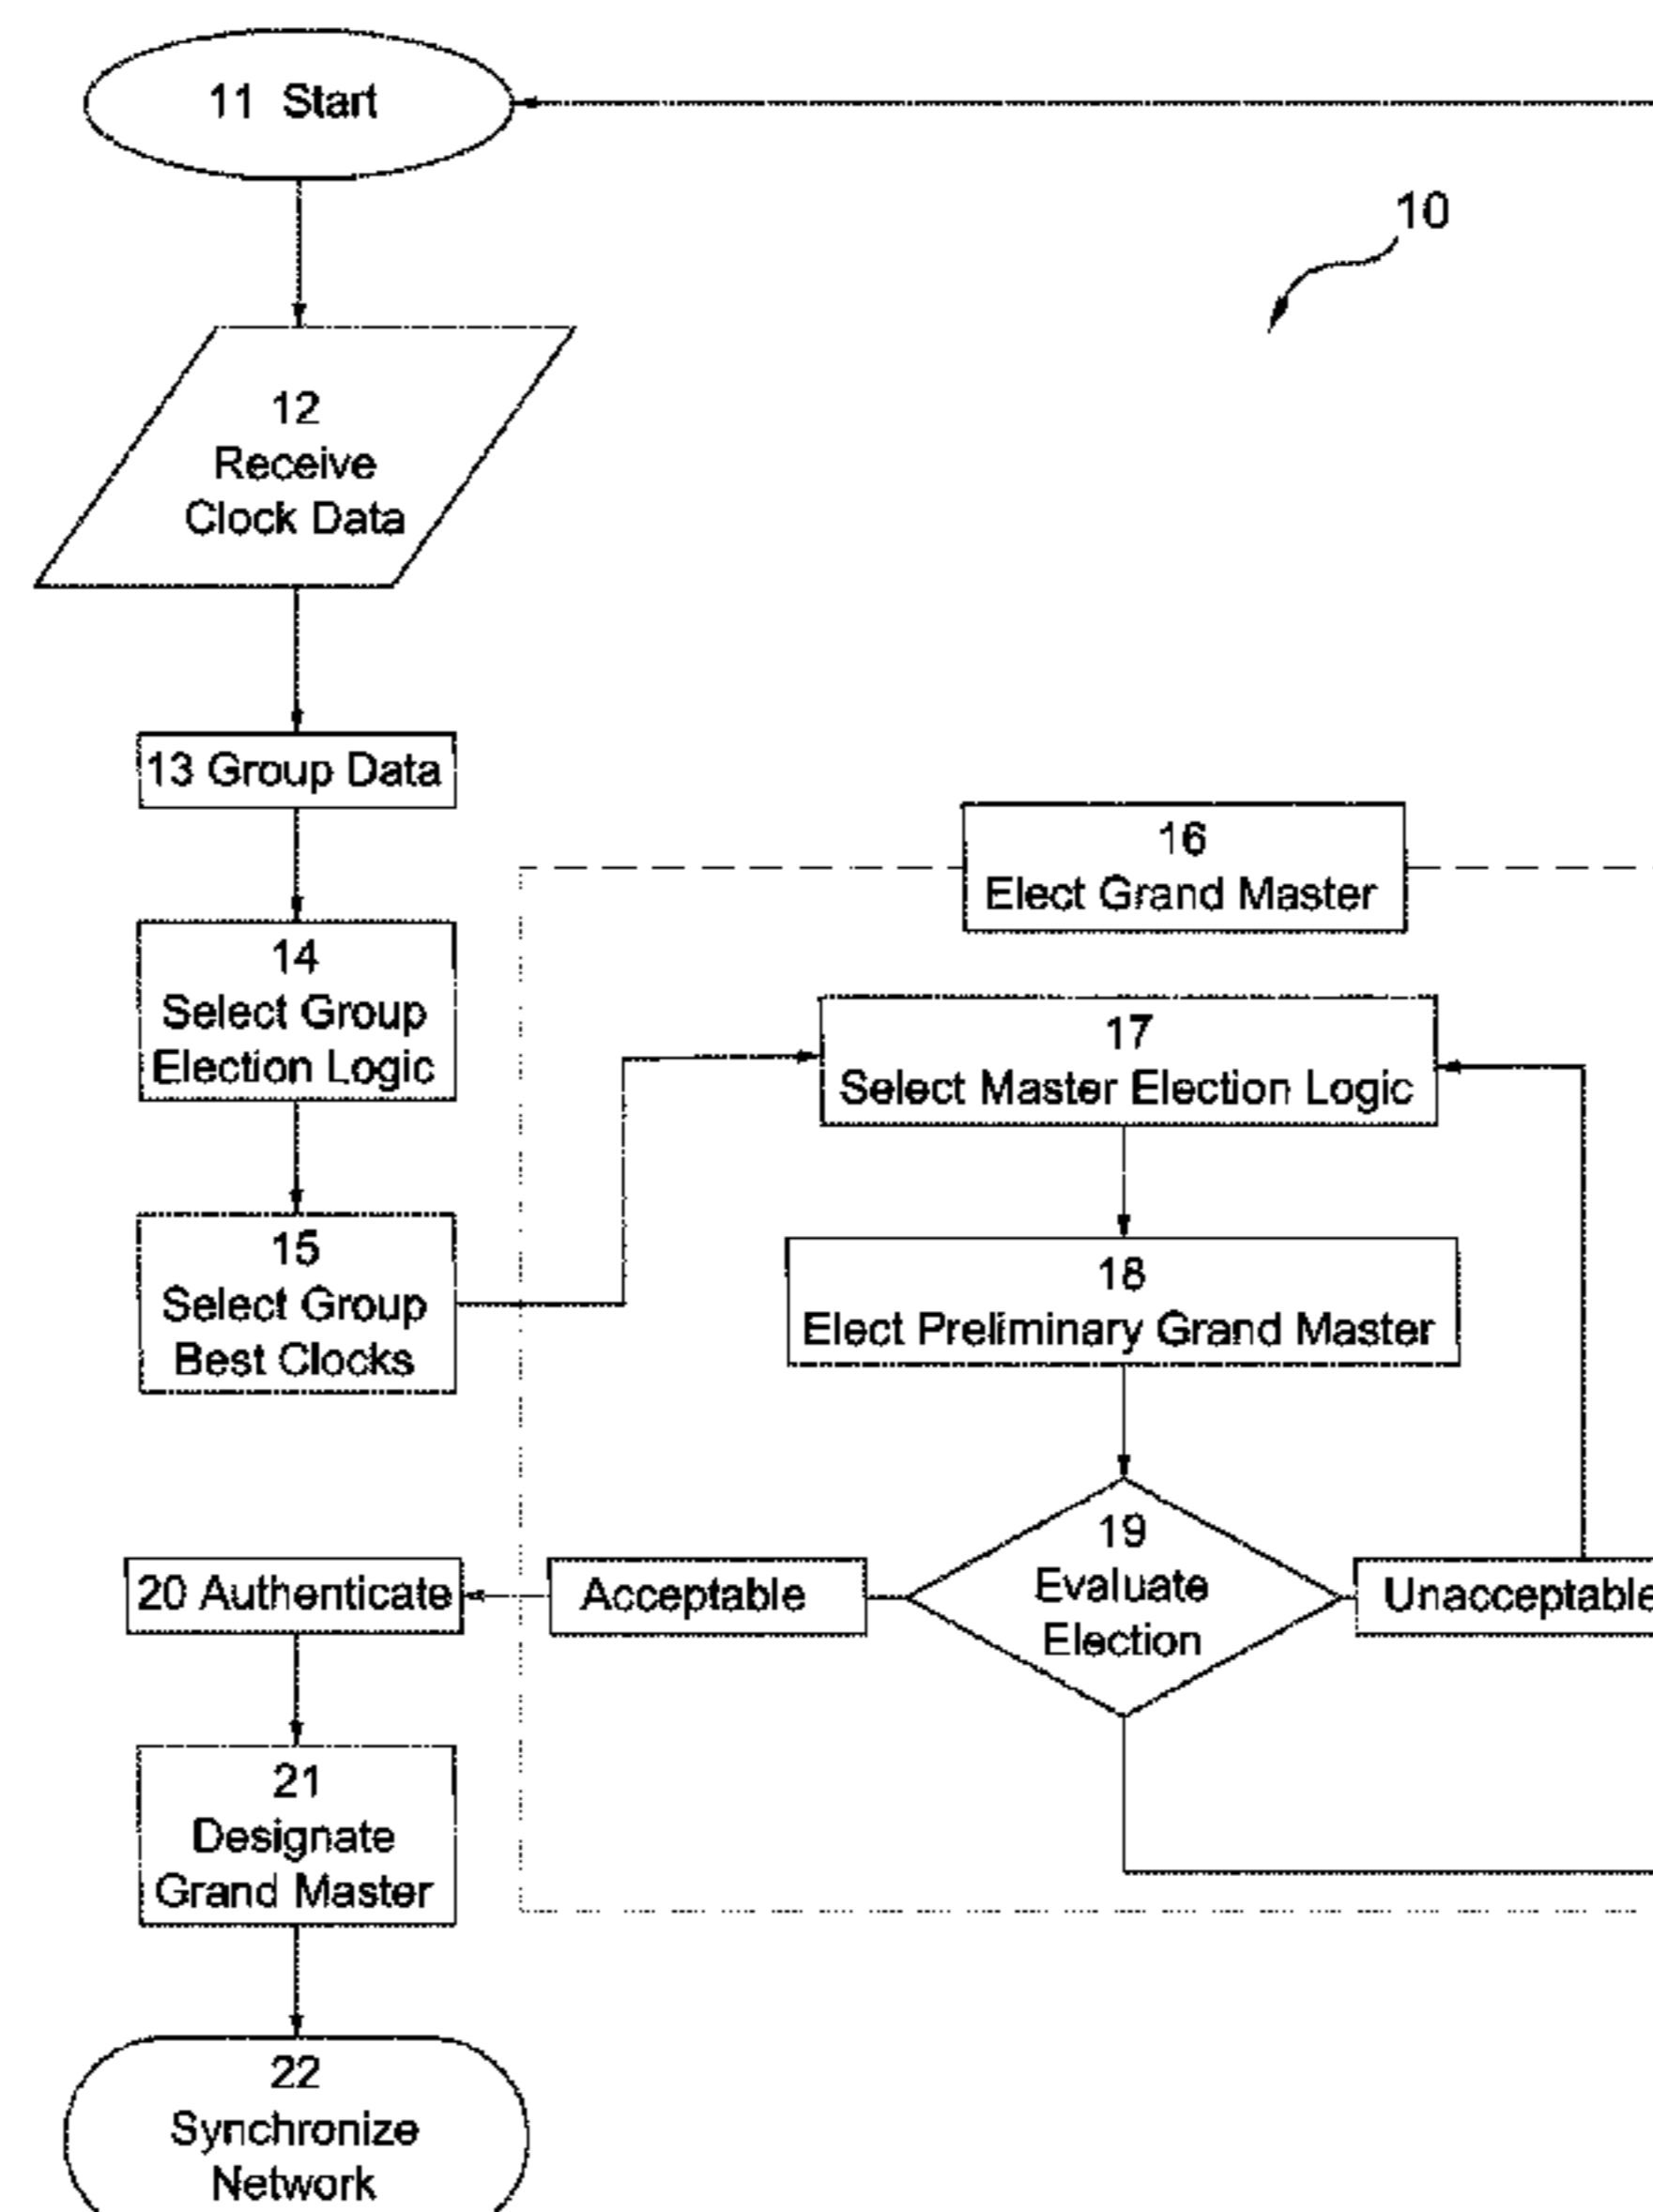 11 Start
10
12
Receive
Clock Data
13 Group Data
14
Select Group
Election Logic
15
Select Group
Best Clocks
16
Elect Grand Master
17
Select Master Election Logic
18
Elect Preliminary Grand Master
19
Evaluate
Election
Acceptable
Unacceptable
20 Authenticate
21
Designate
Grand Master
22
Synchronize
Network